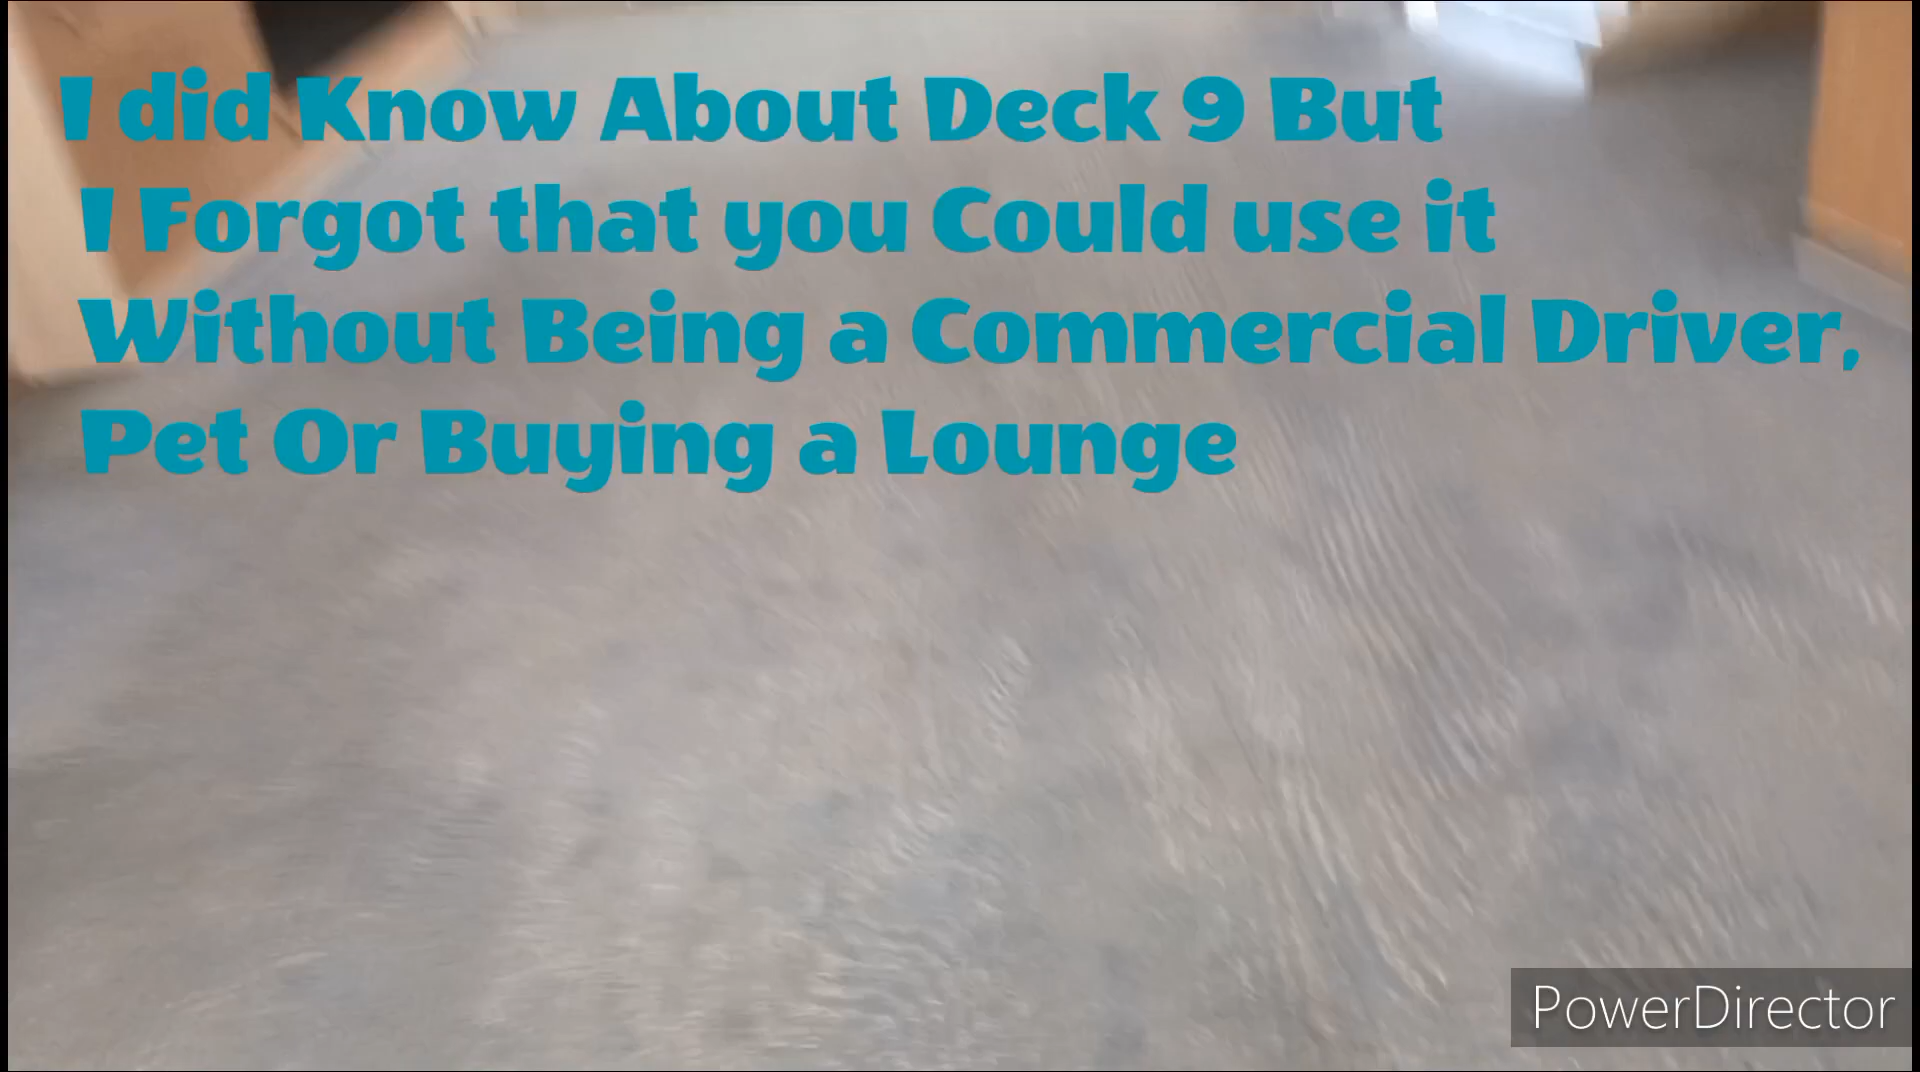 I did Know About Deck 9 But
I Forgot that you Could use it
Without Being a Commercial Driver,
Pet Or Buying a Lounge
PowerDirector